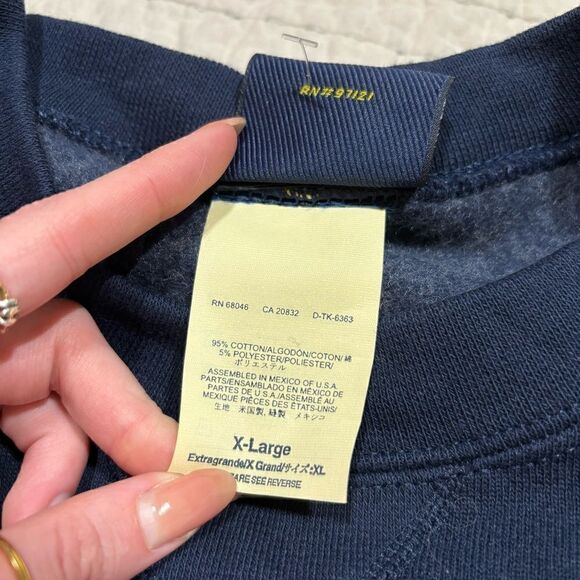 RN#97121
RN 68046 CA 20832 D-TK-6363
95% COTTON/ALGODÓN/COTON/綿
5% POLYESTER/POLIESTER/
ポリエステル
ASSEMBLED IN MEXICO OF U.S.A.
PARTS/ENSAMBLADO EN MÉXICO DE
PARTES DE U.S.A./ASSEMBLÉ AU
MEXIQUE PIÈCES DES ÉTATS-UNIS/
生地 米国製, 縫製 メキシコ
X-Large
Extragrande/X Grand/サイズ:XL
CARE SEE REVERSE